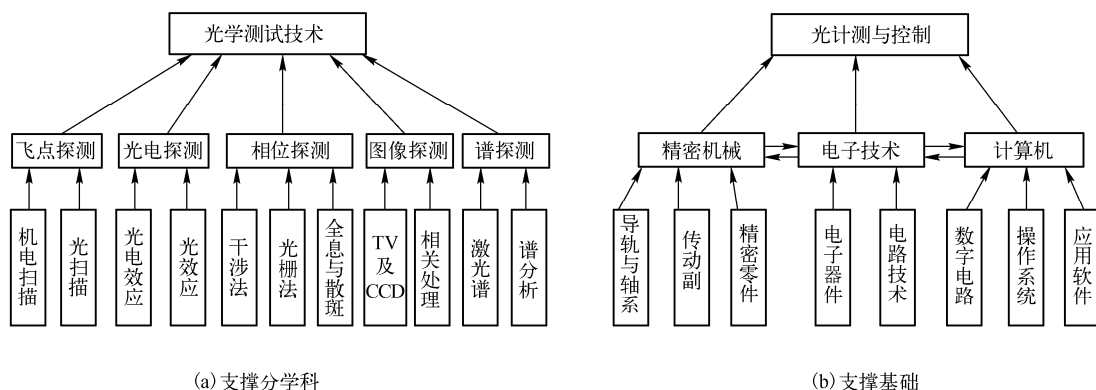 光学测试技术
飞点探测
光电探测
相位探测
图像探测
谱探测
机电扫描
光扫描
光电效应
光效应
干涉法
光栅法
全息与散斑
TV
及
CCD
相关处理
激光谱
谱分析
(a)支撑分学科
光计测与控制
精密机械
电子技术
计算机
导轨与轴系
传动副
精密零件
电子器件
电路技术
数字电路
操作系统
应用软件
(b)支撑基础